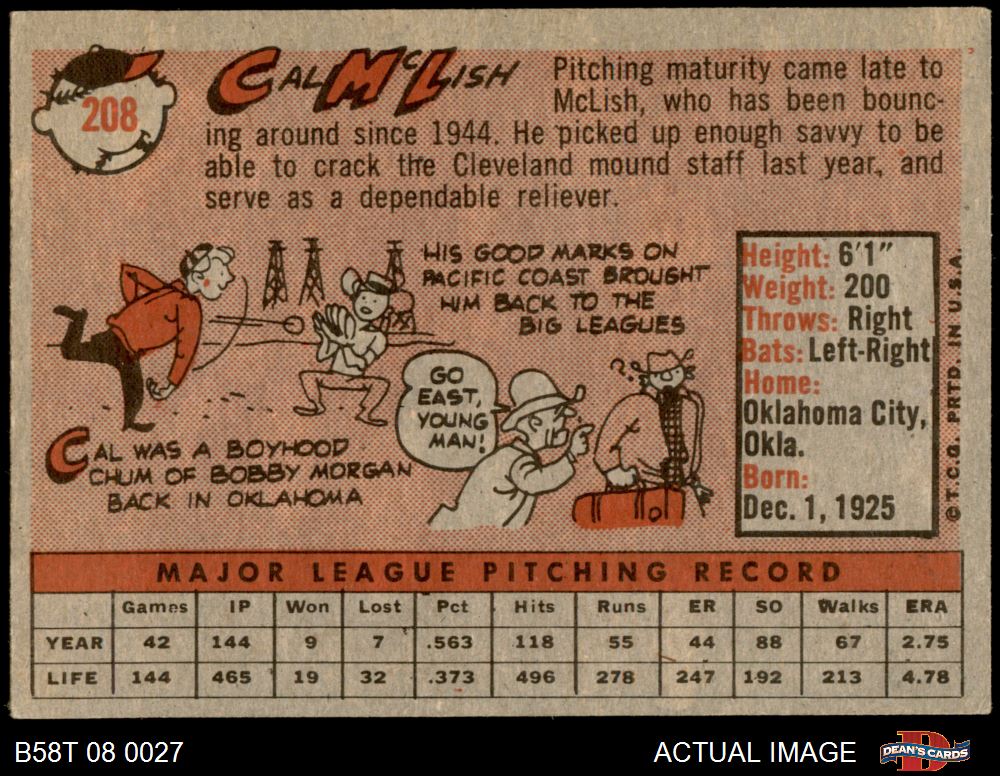 208
CAL McLISH
Pitching maturity came late to
McLish, who has been bounc-
ing around since 1944. He picked up enough savvy to be
able to crack the Cleveland mound staff last year, and
serve as a dependable reliever.
HIS GOOD MARKS ON
PACIFIC COAST BROUGHT
HIM BACK TO THE
BIG LEAGUES
GO
EAST,
YOUNG
MAN!
CAL WAS A BOYHOOD
CHUM OF BOBBY MORGAN
BACK IN OKLAHOMA
Height: 6'1"
Weight: 200
Throws: Right
Bats: Left-Right
Home:
Oklahoma City,
Okla.
Born:
Dec. 1, 1925
© T.C.G. PRTD. IN U.S.A.
MAJOR LEAGUE PITCHING RECORD
Games IP Won Lost Pct Hits Runs ER SO Walks ERA
YEAR 42 144 9 7 .563 118 55 44 88 67 2.75
LIFE 144 465 19 32 .373 496 278 247 192 213 4.78
B58T 08 0027
ACTUAL IMAGE
DEAN'S CARDS